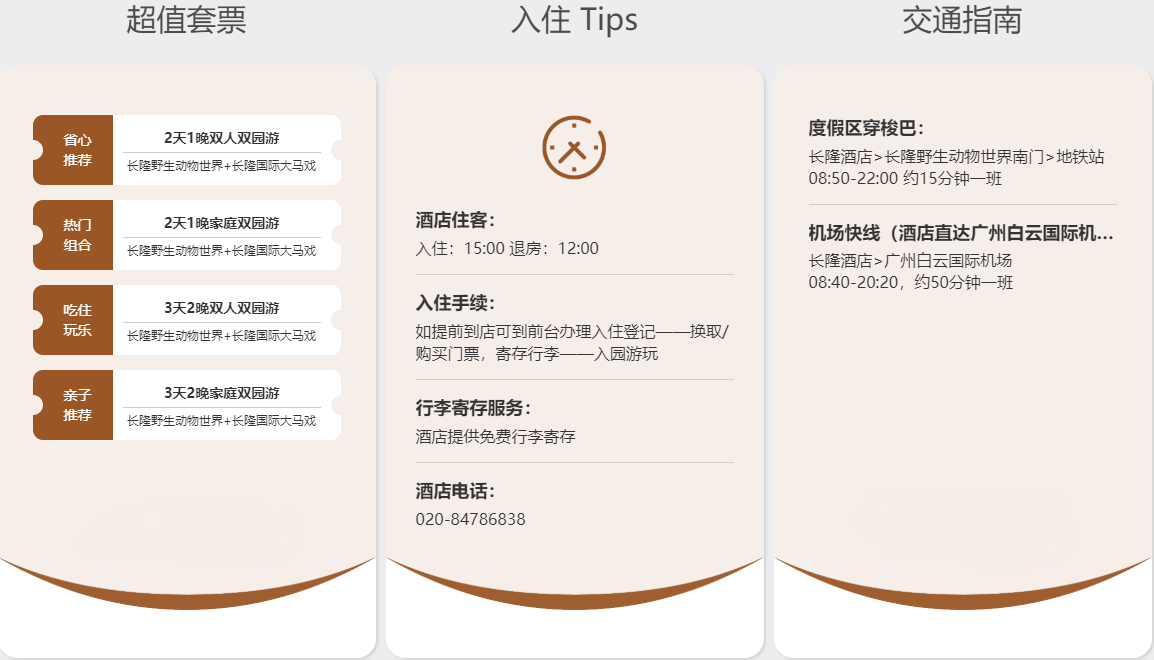 超值套票
省心
推荐
2天1晚双人双园游
长隆野生动物世界+长隆国际大马戏
热门
组合
2天1晚家庭双园游
长隆野生动物世界+长隆国际大马戏
吃住
玩乐
3天2晚双人双园游
长隆野生动物世界+长隆国际大马戏
亲子
推荐
3天2晚家庭双园游
长隆野生动物世界+长隆国际大马戏
入住 Tips
酒店住客：
入住：15:00 退房：12:00
入住手续：
如提前到店可到前台办理入住登记——换取/
购买门票，寄存行李——入园游玩
行李寄存服务：
酒店提供免费行李寄存
酒店电话：
020-84786838
交通指南
度假区穿梭巴：
长隆酒店>长隆野生动物世界南门>地铁站
08:50-22:00 约15分钟一班
机场快线（酒店直达广州白云国际机...
长隆酒店>广州白云国际机场
08:40-20:20，约50分钟一班